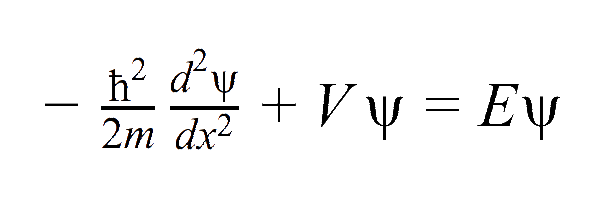 − ħ²/2m d²ψ/dx² + Vψ = Eψ